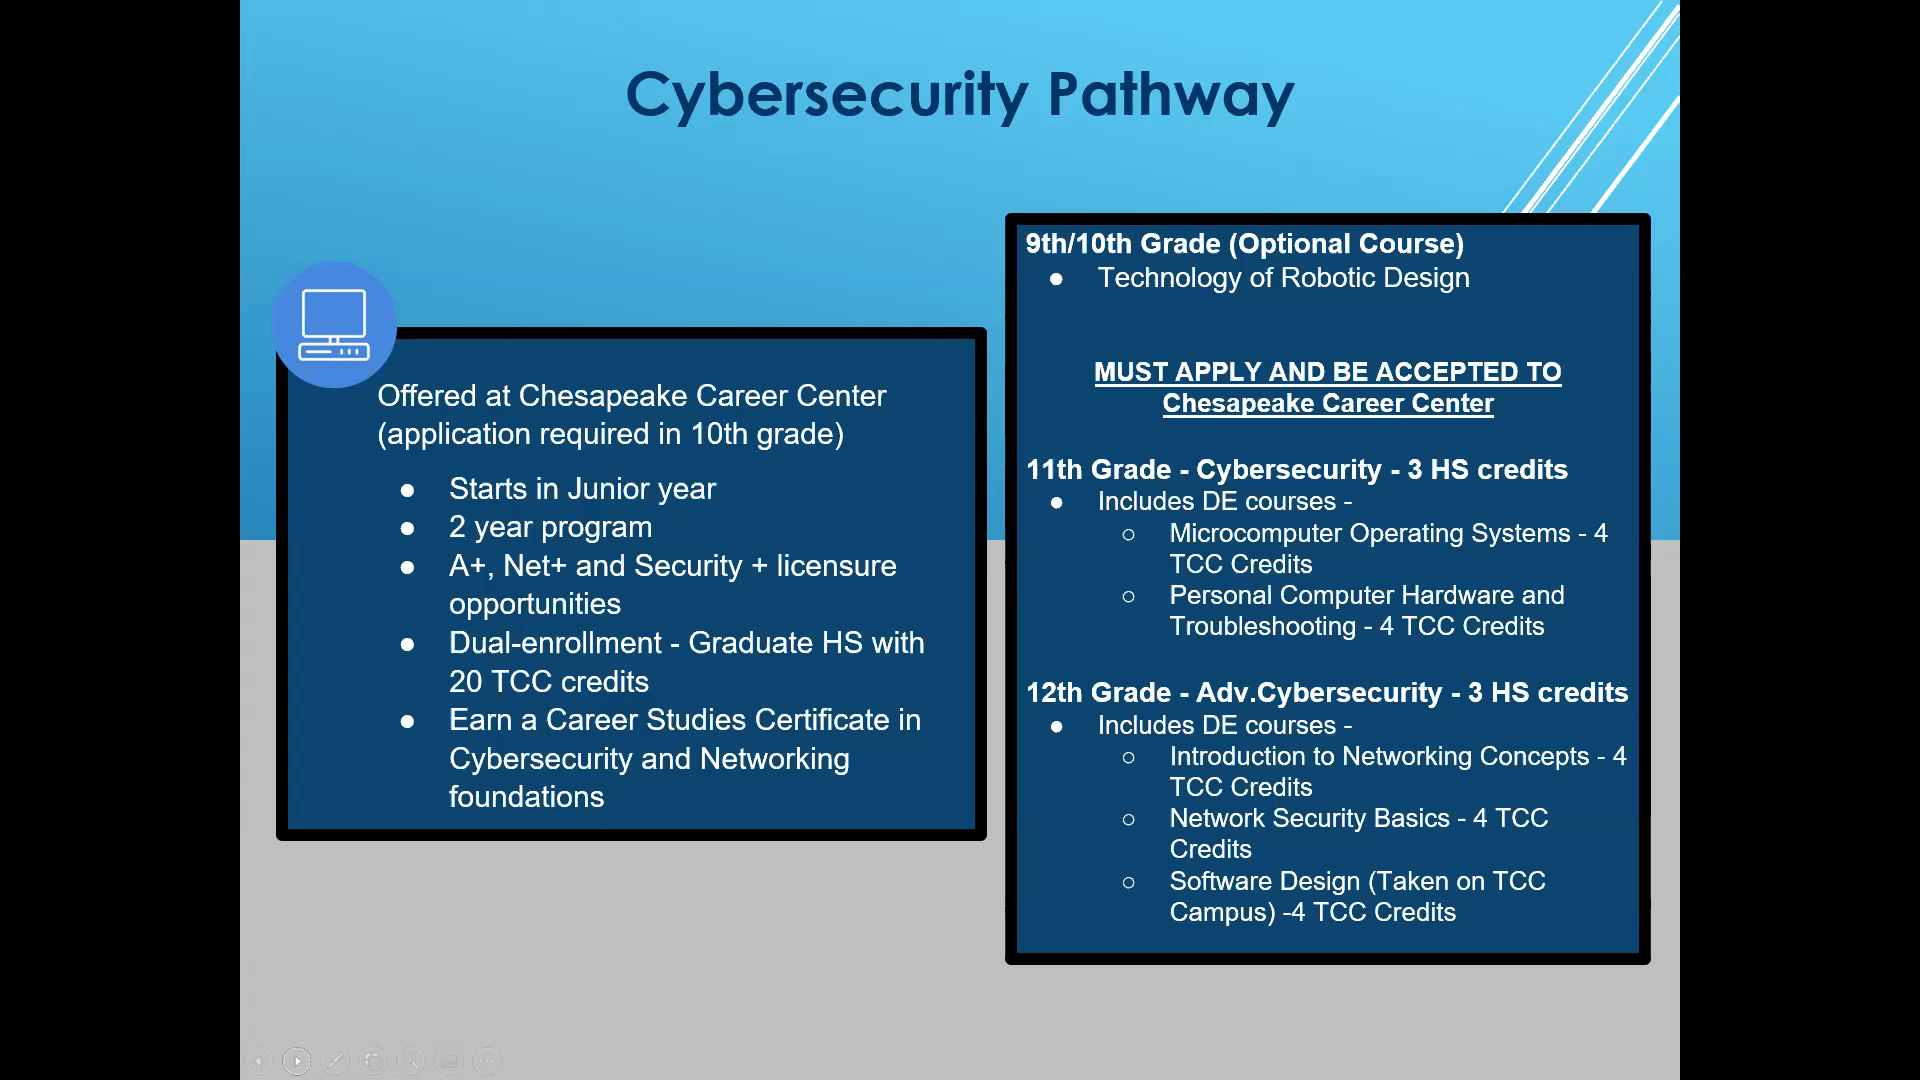 Cybersecurity Pathway
Offered at Chesapeake Career Center
(application required in 10th grade)
● Starts in Junior year
● 2 year program
● A+, Net+ and Security + licensure
opportunities
● Dual-enrollment - Graduate HS with
20 TCC credits
● Earn a Career Studies Certificate in
Cybersecurity and Networking
foundations
9th/10th Grade (Optional Course)
● Technology of Robotic Design
MUST APPLY AND BE ACCEPTED TO
Chesapeake Career Center
11th Grade - Cybersecurity - 3 HS credits
● Includes DE courses -
○ Microcomputer Operating Systems - 4
TCC Credits
○ Personal Computer Hardware and
Troubleshooting - 4 TCC Credits
12th Grade - Adv.Cybersecurity - 3 HS credits
● Includes DE courses -
○ Introduction to Networking Concepts - 4
TCC Credits
○ Network Security Basics - 4 TCC
Credits
○ Software Design (Taken on TCC
Campus) -4 TCC Credits